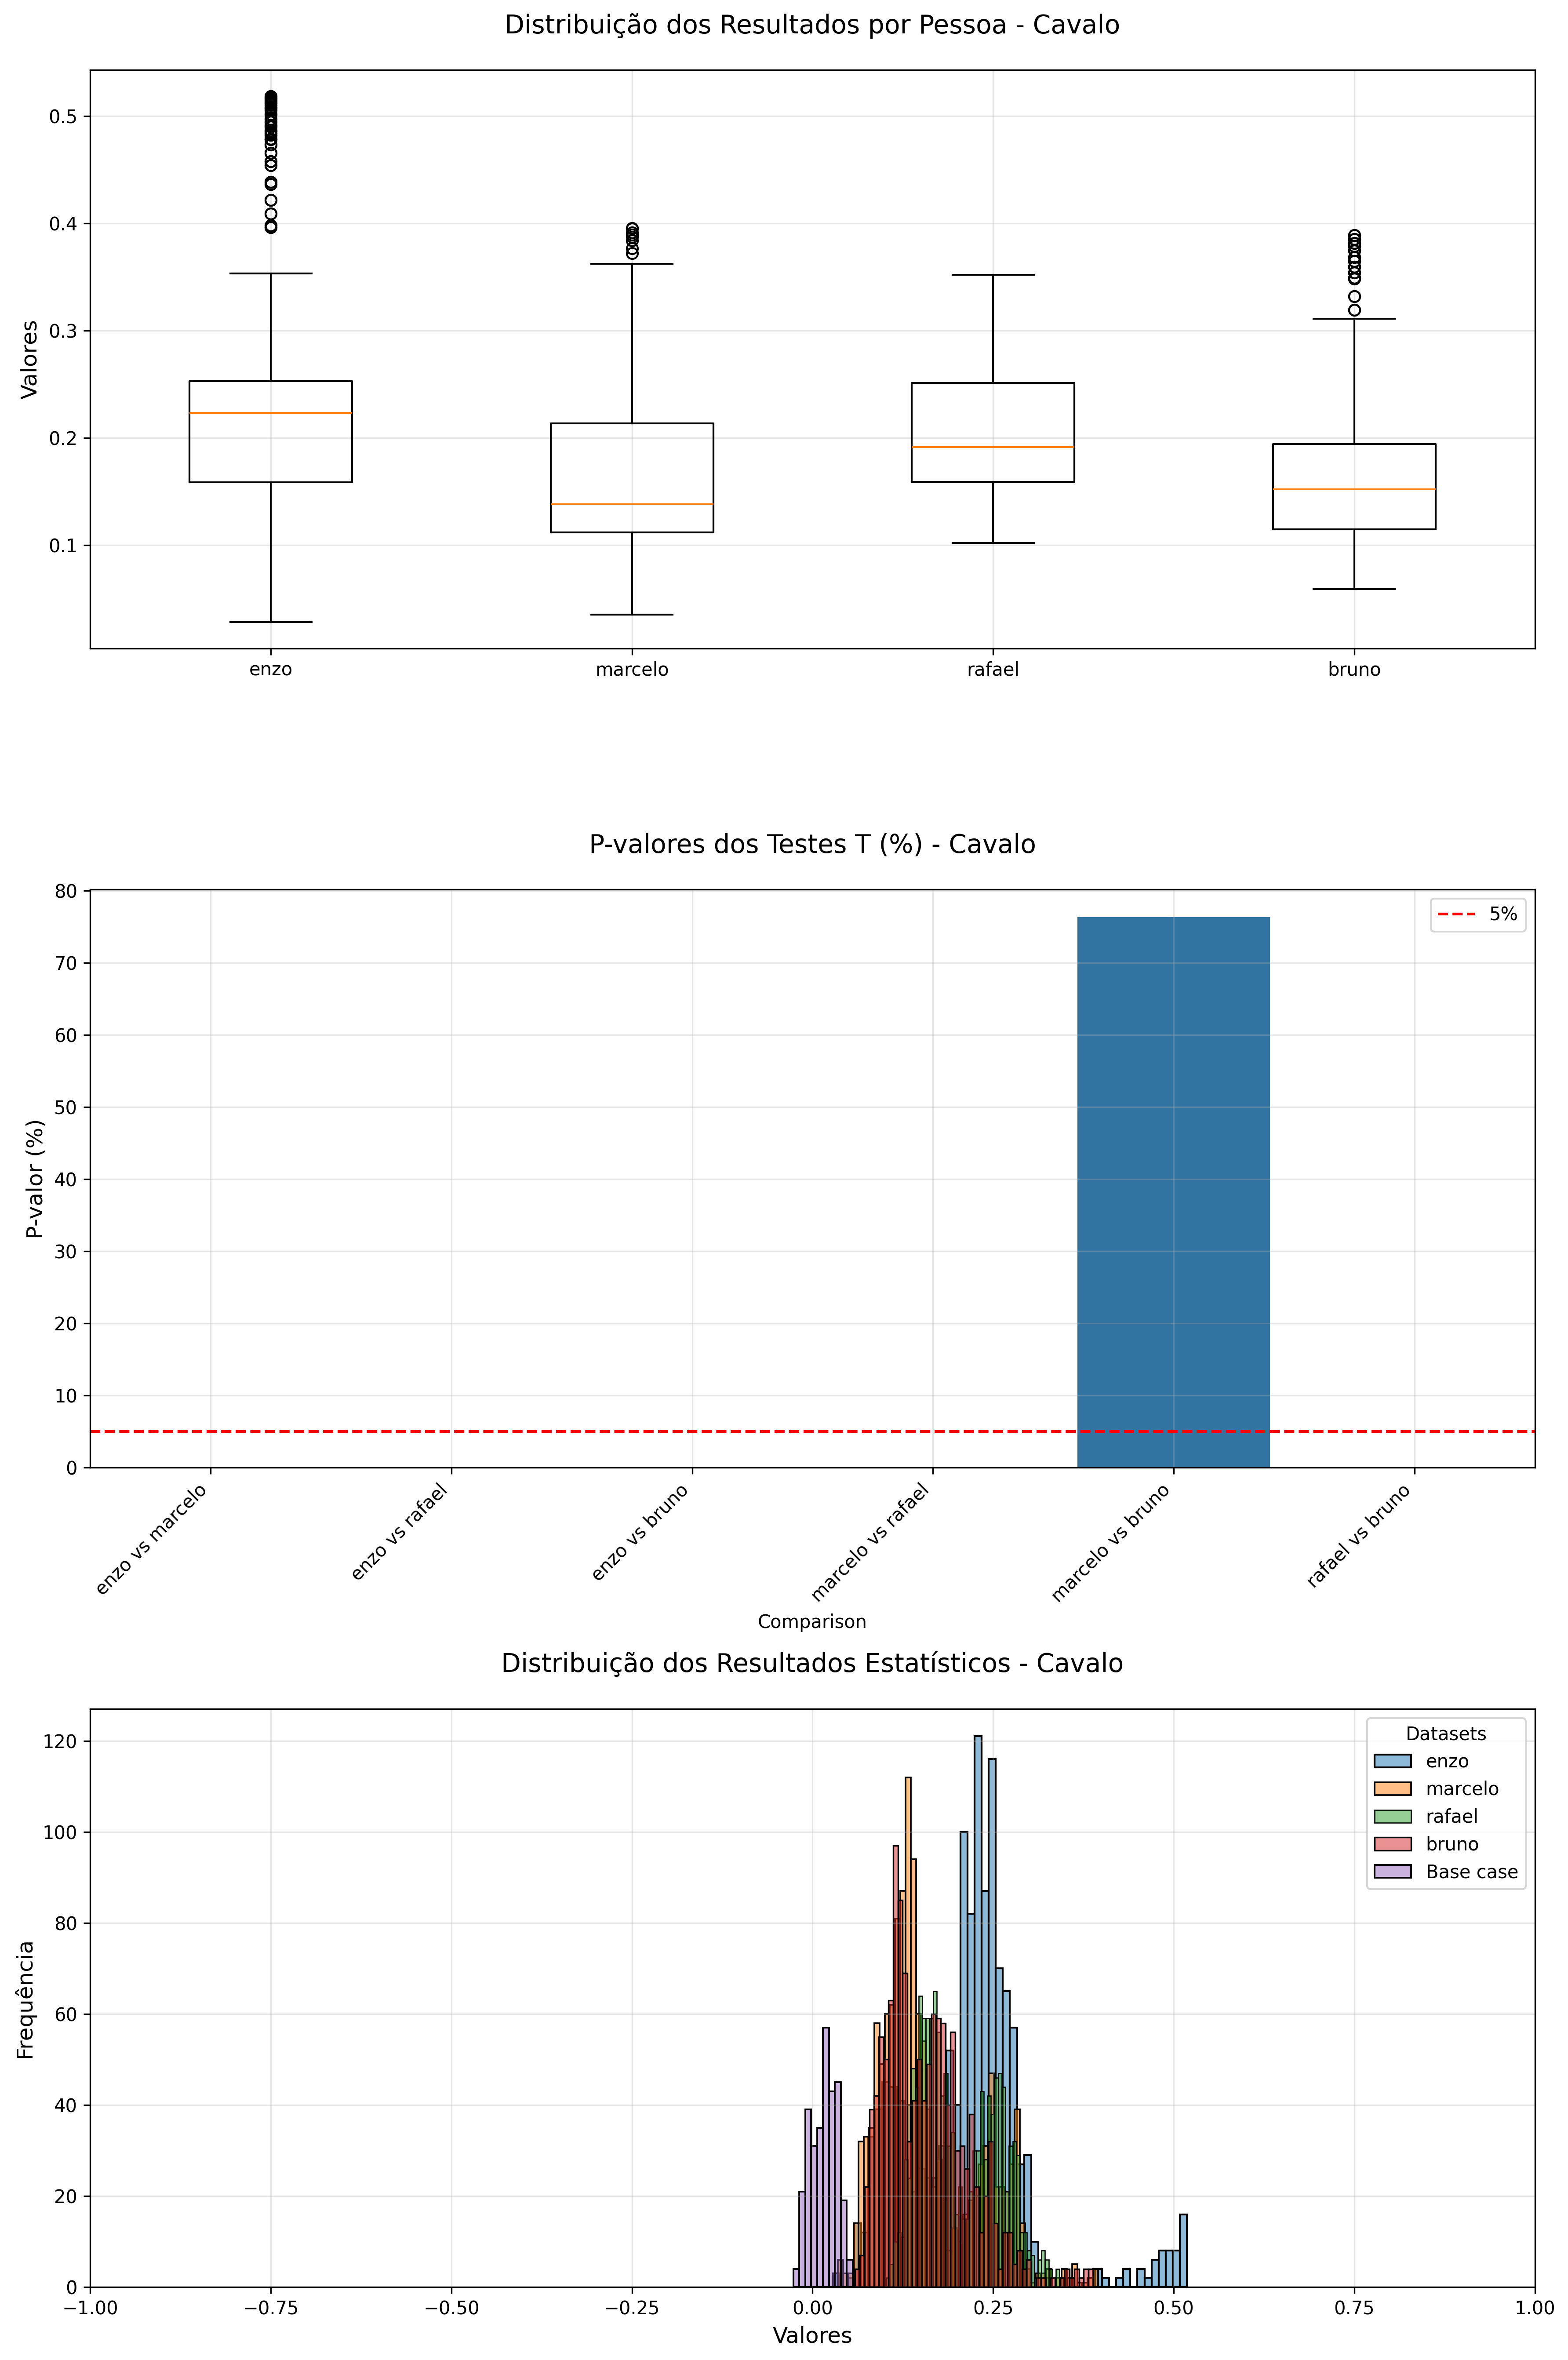 Distribuição dos Resultados por Pessoa - Cavalo
Valores
0.5
0.4
0.3
0.2
0.1
enzo
marcelo
rafael
bruno
P-valores dos Testes T (%) - Cavalo
P-valor (%)
80
70
60
50
40
30
20
10
0
5%
enzo vs marcelo
enzo vs rafael
enzo vs bruno
marcelo vs rafael
marcelo vs bruno
rafael vs bruno
Comparison
Distribuição dos Resultados Estatísticos - Cavalo
Frequência
120
100
80
60
40
20
0
Datasets
enzo
marcelo
rafael
bruno
Base case
−1.00
−0.75
−0.50
−0.25
0.00
0.25
0.50
0.75
1.00
Valores